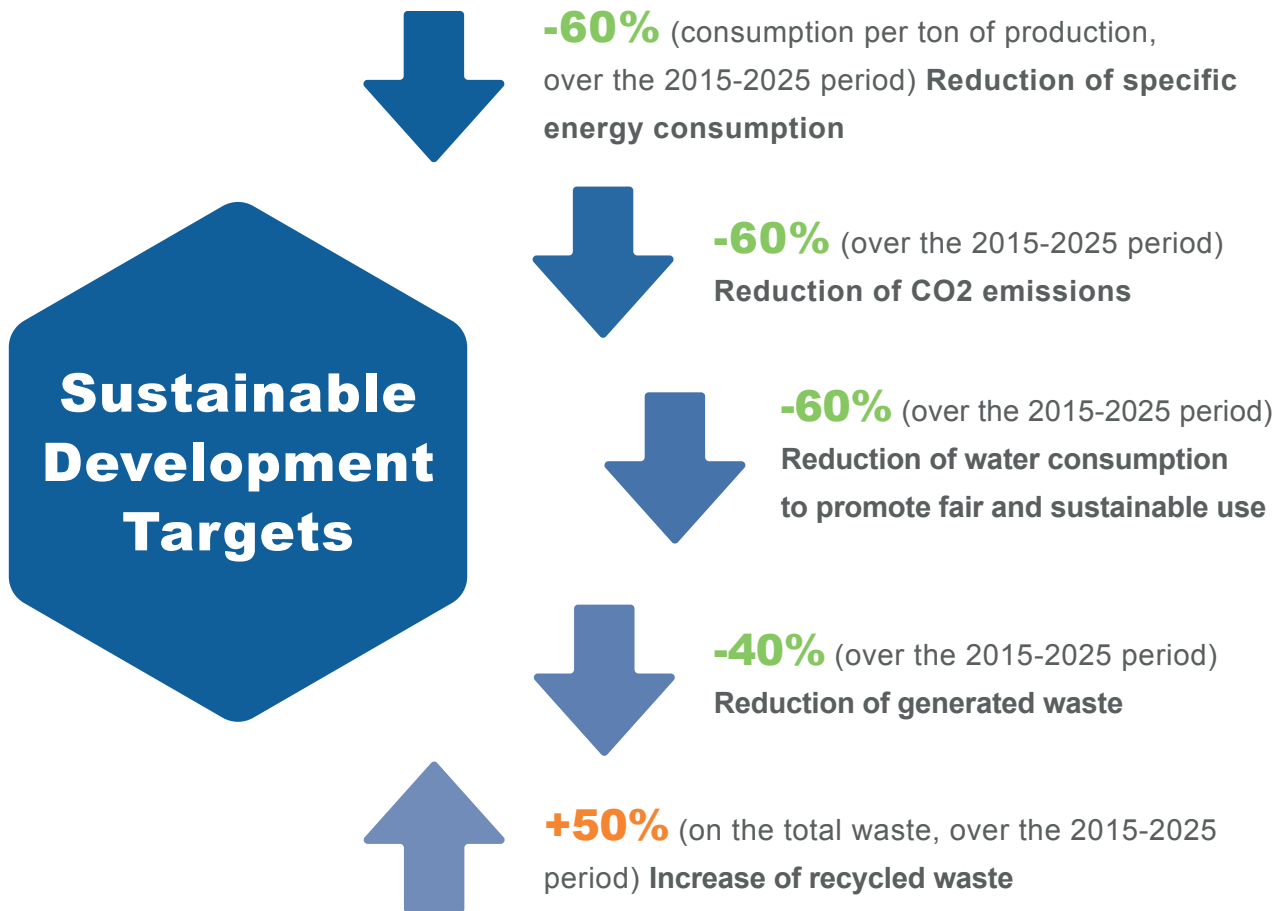 -60% (consumption per ton of production,
over the 2015-2025 period) Reduction of specific
energy consumption
-60% (over the 2015-2025 period)
Reduction of CO2 emissions
Sustainable
Development
Targets
-60% (over the 2015-2025 period)
Reduction of water consumption
to promote fair and sustainable use
-40% (over the 2015-2025 period)
Reduction of generated waste
+50% (on the total waste, over the 2015-2025
period) Increase of recycled waste